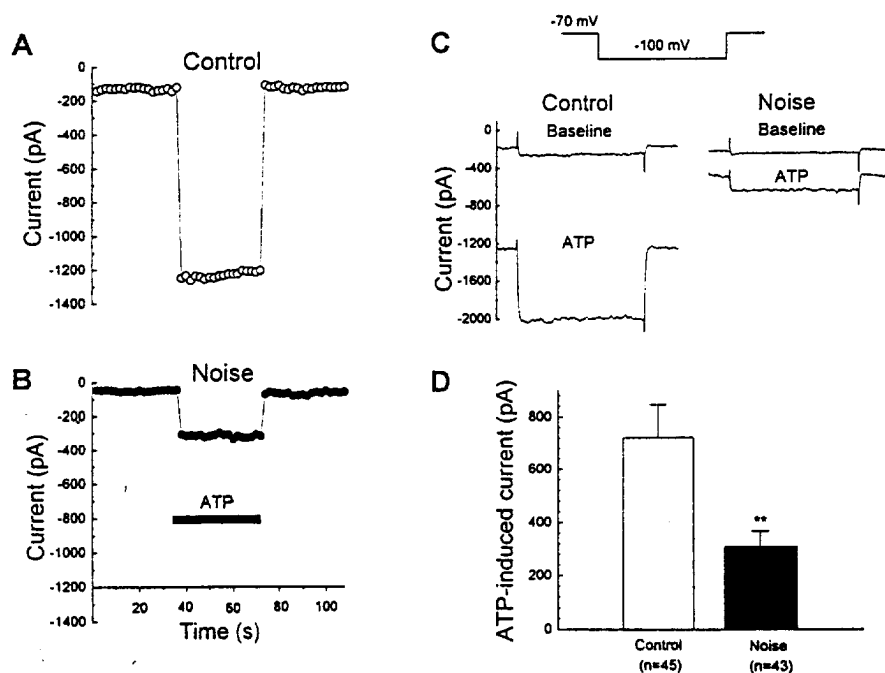 A
Control
0
-200
-400
-600
-800
-1000
-1200
-1400
Current (pA)
B
Noise
0
-200
-400
-600
-800
-1000
-1200
-1400
Current (pA)
ATP
20
40
60
80
100
Time (s)
C
-70 mV
-100 mV
Control
Noise
Baseline
Baseline
ATP
ATP
0
-400
-800
-1200
-1600
-2000
Current (pA)
D
800
600
400
200
0
ATP-induced current (pA)
**
Control
(n=45)
Noise
(n=43)